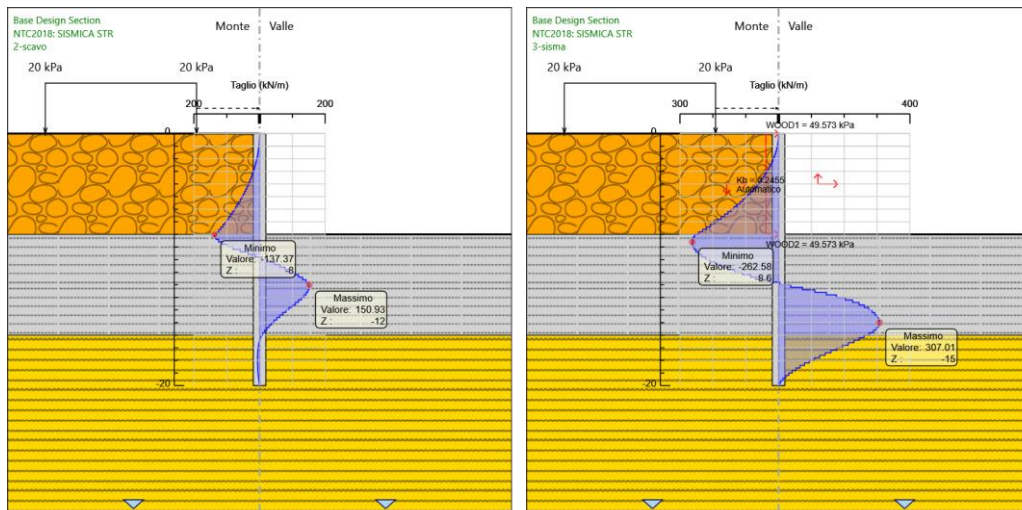 Base Design Section
NTC2018: SISMICA STR
2-scavo
Monte
Valle
20 kPa
20 kPa
Taglio (kN/m)
200
200
0
Minimo
Valore: -137.37
Z : -8
Massimo
Valore: 150.93
Z : -12
-20
Base Design Section
NTC2018: SISMICA STR
3-sisma
Monte
Valle
20 kPa
20 kPa
Taglio (kN/m)
300
400
0
WOOD1 = 49.573 kPa
Kh = 0.2455
Automatico
WOOD2 = 49.573 kPa
Minimo
Valore: -262.58
Z : 8.6
Massimo
Valore: 307.01
Z : -15
-20